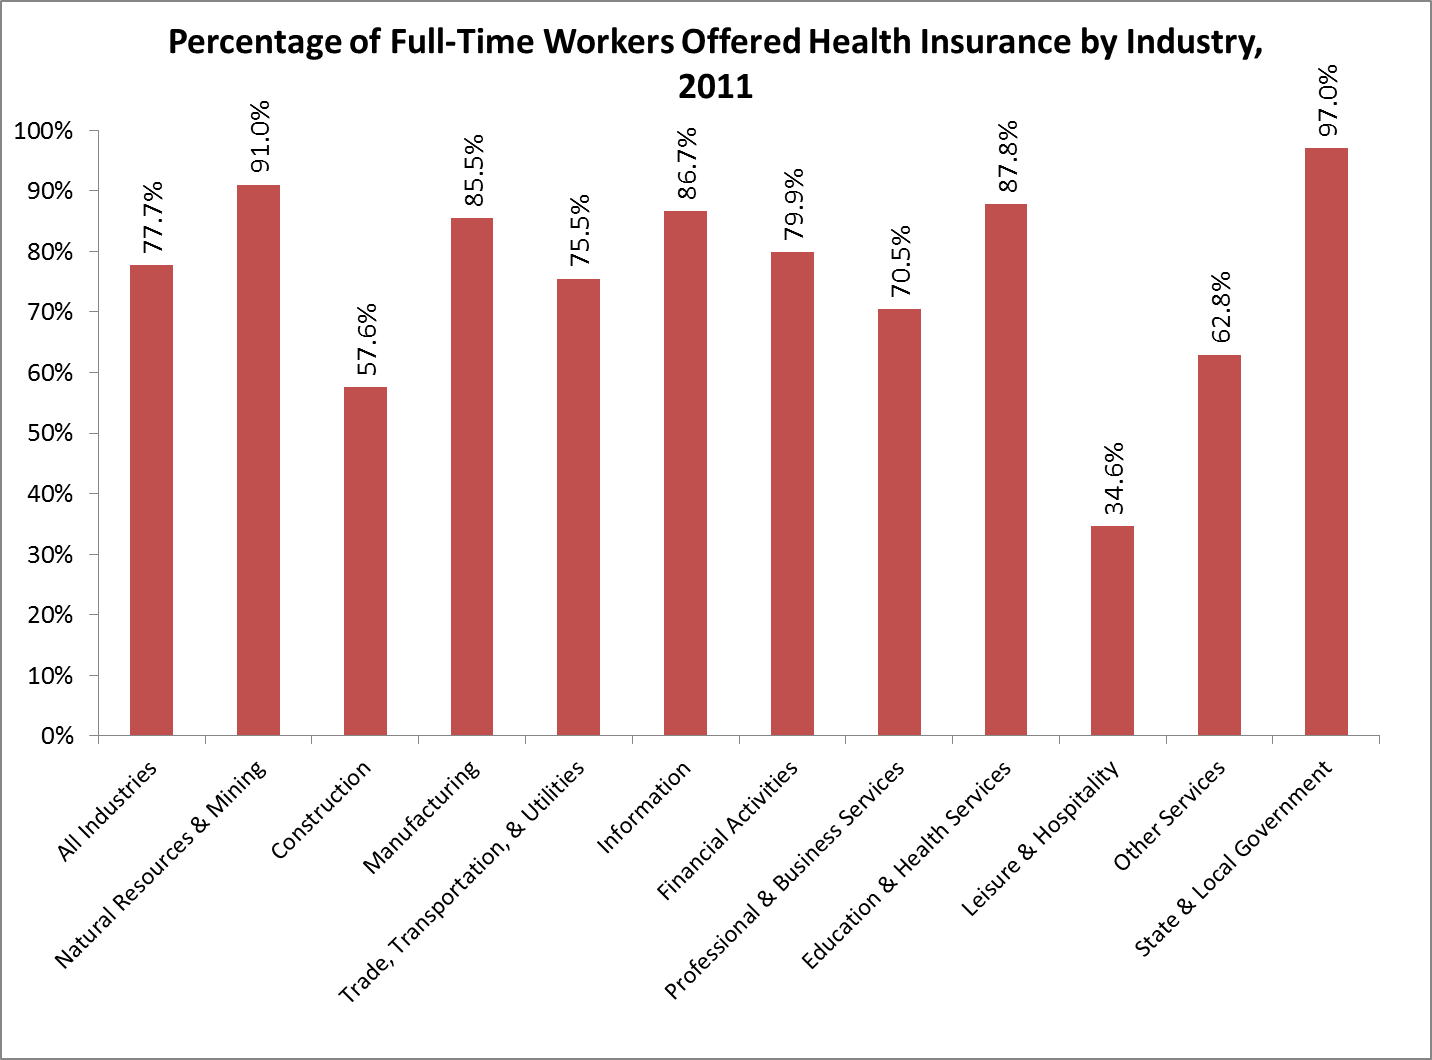 Percentage of Full-Time Workers Offered Health Insurance by Industry,
2011
100%
90%
80%
70%
60%
50%
40%
30%
20%
10%
0%
77.7%
91.0%
57.6%
85.5%
75.5%
86.7%
79.9%
70.5%
87.8%
34.6%
62.8%
97.0%
All Industries
Natural Resources & Mining
Construction
Manufacturing
Trade, Transportation, & Utilities
Information
Financial Activities
Professional & Business Services
Education & Health Services
Leisure & Hospitality
Other Services
State & Local Government